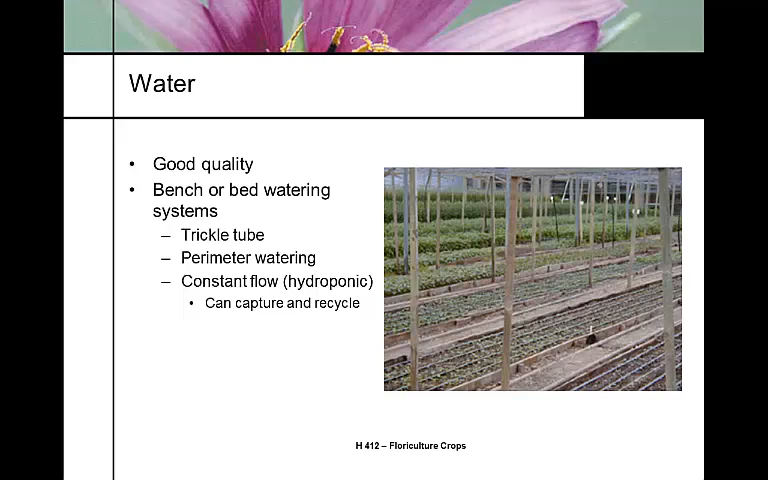 Water
• Good quality
• Bench or bed watering
systems
– Trickle tube
– Perimeter watering
– Constant flow (hydroponic)
• Can capture and recycle
H 412 – Floriculture Crops